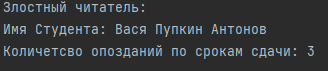 Злостный читатель:
Имя Студента: Вася Пупкин Антонов
Количетсво опозданий по срокам сдачи: 3